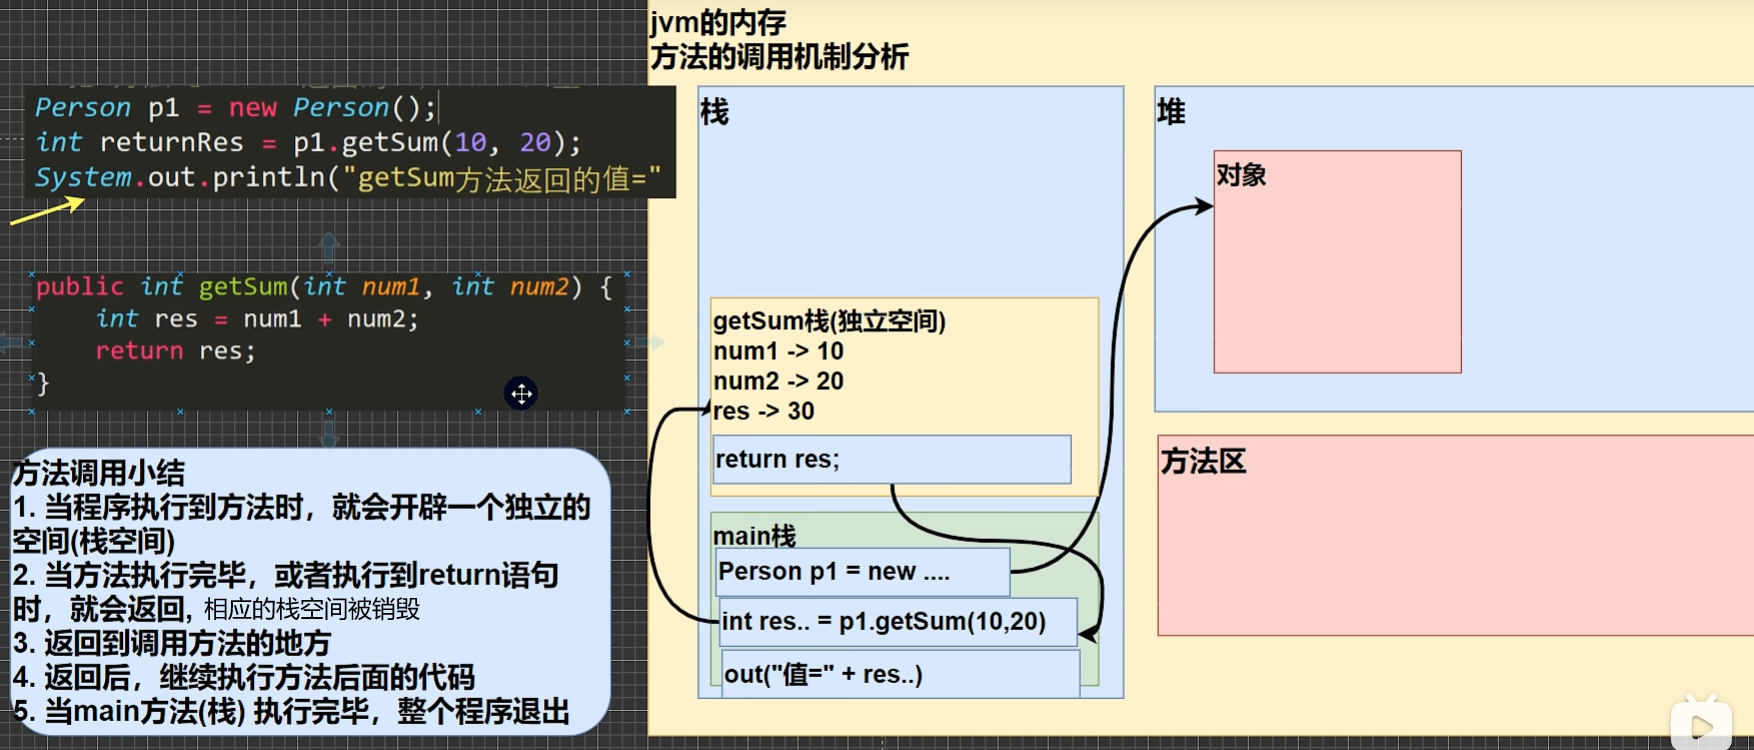 Person p1 = new Person();
int returnRes = p1.getSum(10, 20);
System.out.println("getSum方法返回的值="
public int getSum(int num1, int num2) {
int res = num1 + num2;
return res;
}
方法调用小结
1. 当程序执行到方法时，就会开辟一个独立的
空间(栈空间)
2. 当方法执行完毕，或者执行到return语句
时，就会返回, 相应的栈空间被销毁
3. 返回到调用方法的地方
4. 返回后，继续执行方法后面的代码
5. 当main方法(栈) 执行完毕，整个程序退出
jvm的内存
方法的调用机制分析
栈
getSum栈(独立空间)
num1 -> 10
num2 -> 20
res -> 30
return res;
main栈
Person p1 = new ....
int res.. = p1.getSum(10,20)
out("值=" + res..)
堆
对象
方法区